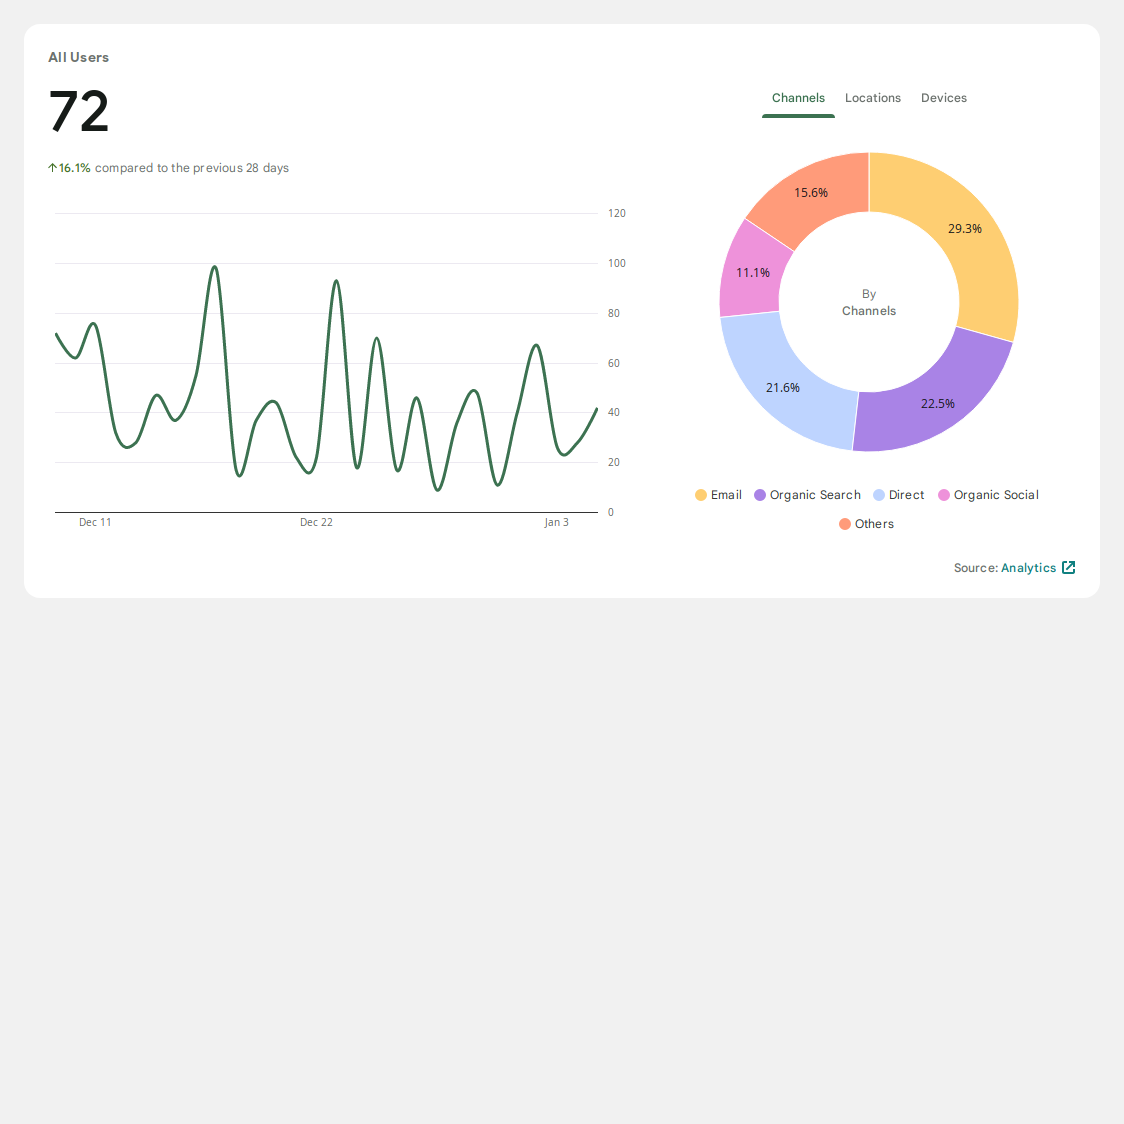 All Users
72
↑16.1% compared to the previous 28 days
120
100
80
60
40
20
0
Dec 11
Dec 22
Jan 3
Channels
Locations
Devices
29.3%
22.5%
21.6%
11.1%
15.6%
By
Channels
Email
Organic Search
Direct
Organic Social
Others
Source: Analytics